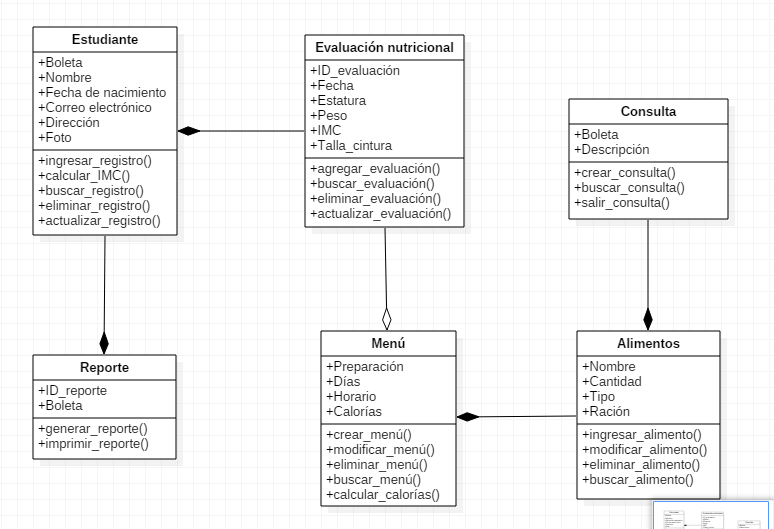 Estudiante
+Boleta
+Nombre
+Fecha de nacimiento
+Correo electrónico
+Dirección
+Foto
+ingresar_registro()
+calcular_IMC()
+buscar_registro()
+eliminar_registro()
+actualizar_registro()
Evaluación nutricional
+ID_evaluación
+Fecha
+Estatura
+Peso
+IMC
+Talla_cintura
+agregar_evaluación()
+buscar_evaluación()
+eliminar_evaluación()
+actualizar_evaluación()
Consulta
+Boleta
+Descripción
+crear_consulta()
+buscar_consulta()
+salir_consulta()
Reporte
+ID_reporte
+Boleta
+generar_reporte()
+imprimir_reporte()
Menú
+Preparación
+Días
+Horario
+Calorías
+crear_menú()
+modificar_menú()
+eliminar_menú()
+buscar_menú()
+calcular_calorías()
Alimentos
+Nombre
+Cantidad
+Tipo
+Ración
+ingresar_alimento()
+modificar_alimento()
+eliminar_alimento()
+buscar_alimento()